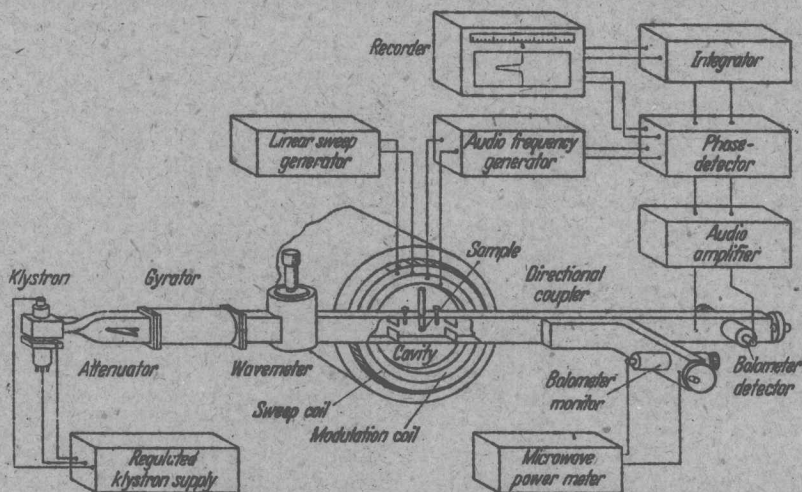 Recorder
Integrator
Linear sweep
generator
Audio frequency
generator
Phase-
detector
Audio
amplifier
Klystron
Gyrator
Sample
Directional
coupler
Attenuator
Wavemeter
Cavity
Bolometer
monitor
Bolometer
detector
Sweep coil
Modulation coil
Regulated
klystron supply
Microwave
power meter